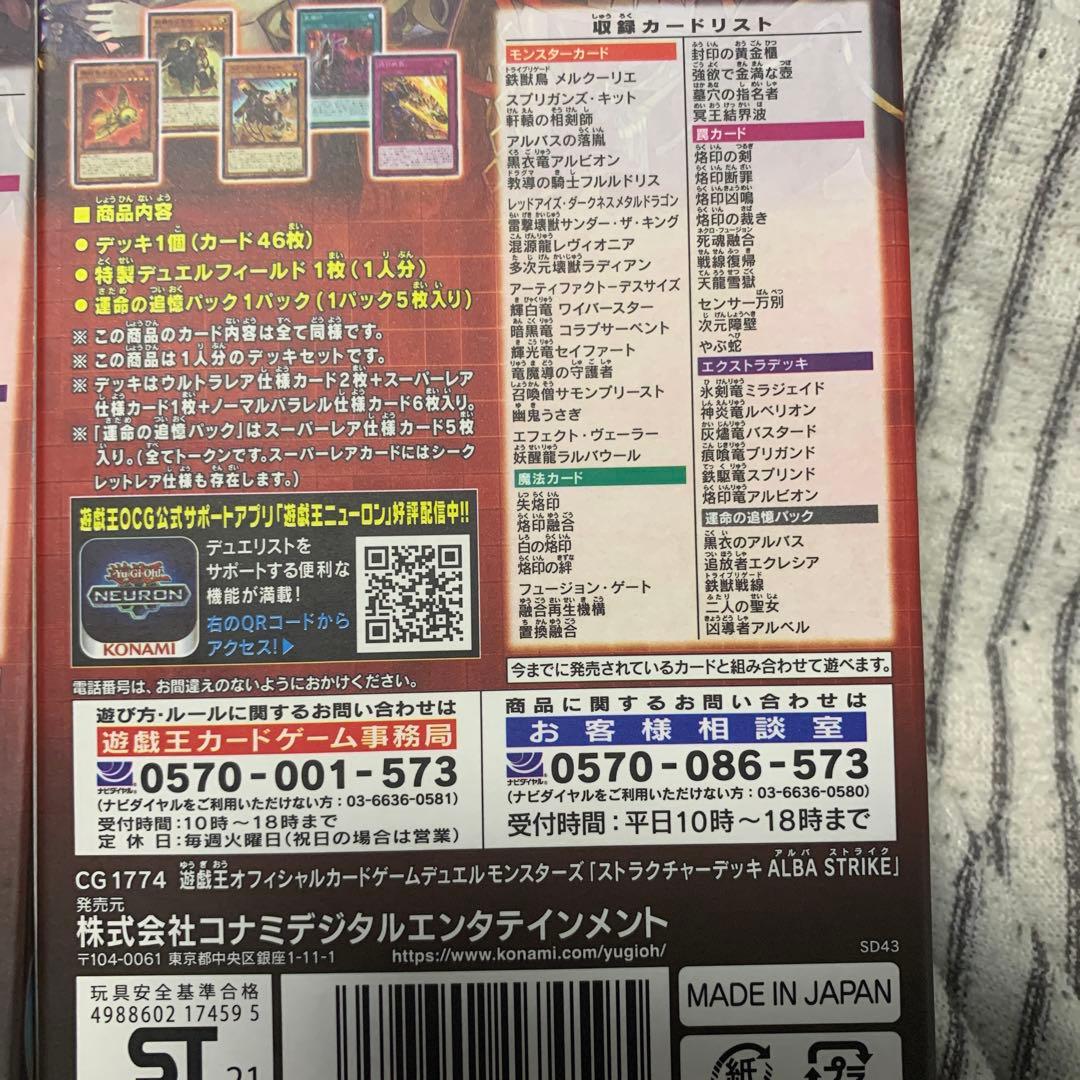 ■商品内容
●デッキ1個(カード46枚)
●特製デュエルフィールド1枚(1人分)
●運命の追憶パック1パック(1パック5枚入り)
※この商品のカード内容は全て同様です。
※この商品は1人分のデッキセットです。
※デッキはウルトラレア仕様カード2枚+スーパーレア
仕様カード1枚+ノーマルパラレル仕様カード6枚入り。
※「運命の追憶パック」はスーパーレア仕様カード5枚
入り。(全てトークンです。スーパーレアカードにはシーク
レットレア仕様も存在します。)
遊戯王OCG公式サポートアプリ「遊戯王ニューロン」好評配信中!!
Yu-Gi-Oh!
NEURON
KONAMI
デュエリストを
サポートする便利な
機能が満載!
右のQRコードから
アクセス!▶
収録カードリスト
モンスターカード
鉄獣鳥 メルクーリエ
スプリガンズ・キット
軒轅の相剣師
アルバスの落胤
黒衣竜アルビオン
教導の騎士フルルドリス
レッドアイズ・ダークネスメタルドラゴン
雷撃壊獣サンダー・ザ・キング
混源龍レヴィオニア
多次元壊獣ラディアン
アーティファクト-デスサイズ
輝白竜 ワイバースター
暗黒竜 コラプサーペント
輝光竜セイファート
竜魔導の守護者
召喚僧サモンプリースト
幽鬼うさぎ
エフェクト・ヴェーラー
妖醒龍ラルバウール
魔法カード
失烙印
烙印融合
白の烙印
烙印の絆
フュージョン・ゲート
融合再生機構
置換融合
封印の黄金櫃
強欲で金満な壺
墓穴の指名者
冥王結界波
罠カード
烙印の剣
烙印断罪
烙印凶鳴
烙印の裁き
死魂融合
戦線復帰
天龍雪獄
センサー万別
次元障壁
やぶ蛇
エクストラデッキ
氷剣竜ミラジェイド
神炎竜ルベリオン
灰燼竜バスタード
痕喰竜ブリガンド
鉄駆竜スプリンド
烙印竜アルビオン
運命の追憶パック
黒衣のアルバス
追放者エクレシア
鉄獣戦線
二人の聖女
凶導者アルベル
今までに発売されているカードと組み合わせて遊べます。
電話番号は、お間違えのないようにおかけください。
遊び方・ルールに関するお問い合わせは
遊戯王カードゲーム事務局
ナビダイヤル 0570-001-573
(ナビダイヤルをご利用いただけない方:03-6636-0581)
受付時間:10時〜18時まで
定休日:毎週火曜日(祝日の場合は営業)
商品に関するお問い合わせは
お客様相談室
ナビダイヤル 0570-086-573
(ナビダイヤルをご利用いただけない方:03-6636-0580)
受付時間:平日10時〜18時まで
CG1774 遊戯王オフィシャルカードゲームデュエルモンスターズ「ストラクチャーデッキ ALBA STRIKE」
発売元
株式会社コナミデジタルエンタテインメント
〒104-0061 東京都中央区銀座1-11-1 https://www.konami.com/yugioh/
SD43
玩具安全基準合格
4988602 17459 5
ST
21
MADE IN JAPAN
紙
プラ